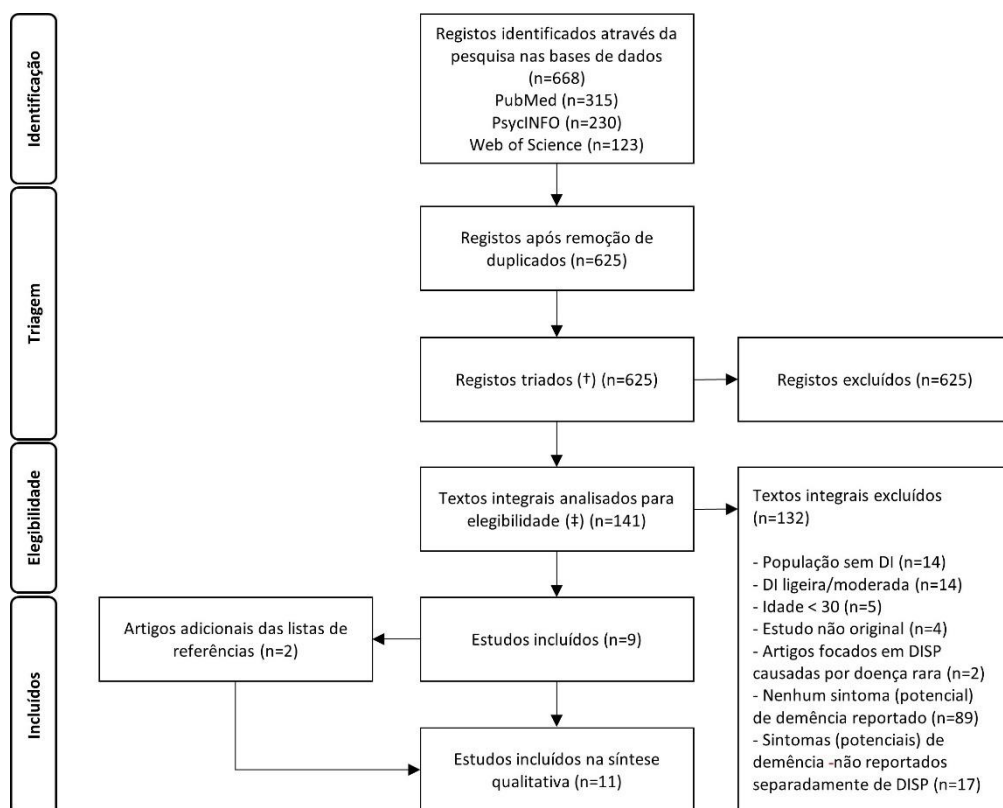 Identificação
Registos identificados através da
pesquisa nas bases de dados
(n=668)
PubMed (n=315)
PsycINFO (n=230)
Web of Science (n=123)
Triagem
Registos após remoção de
duplicados (n=625)
Registos triados (†) (n=625)
Registos excluídos (n=625)
Elegibilidade
Textos integrais analisados para
elegibilidade (‡) (n=141)
Textos integrais excluídos
(n=132)
- População sem DI (n=14)
- DI ligeira/moderada (n=14)
- Idade < 30 (n=5)
- Estudo não original (n=4)
- Artigos focados em DISP
causadas por doença rara (n=2)
- Nenhum sintoma (potencial)
de demência reportado (n=89)
- Sintomas (potenciais) de
demência -não reportados
separadamente de DISP (n=17)
Incluídos
Artigos adicionais das listas de
referências (n=2)
Estudos incluídos (n=9)
Estudos incluídos na síntese
qualitativa (n=11)